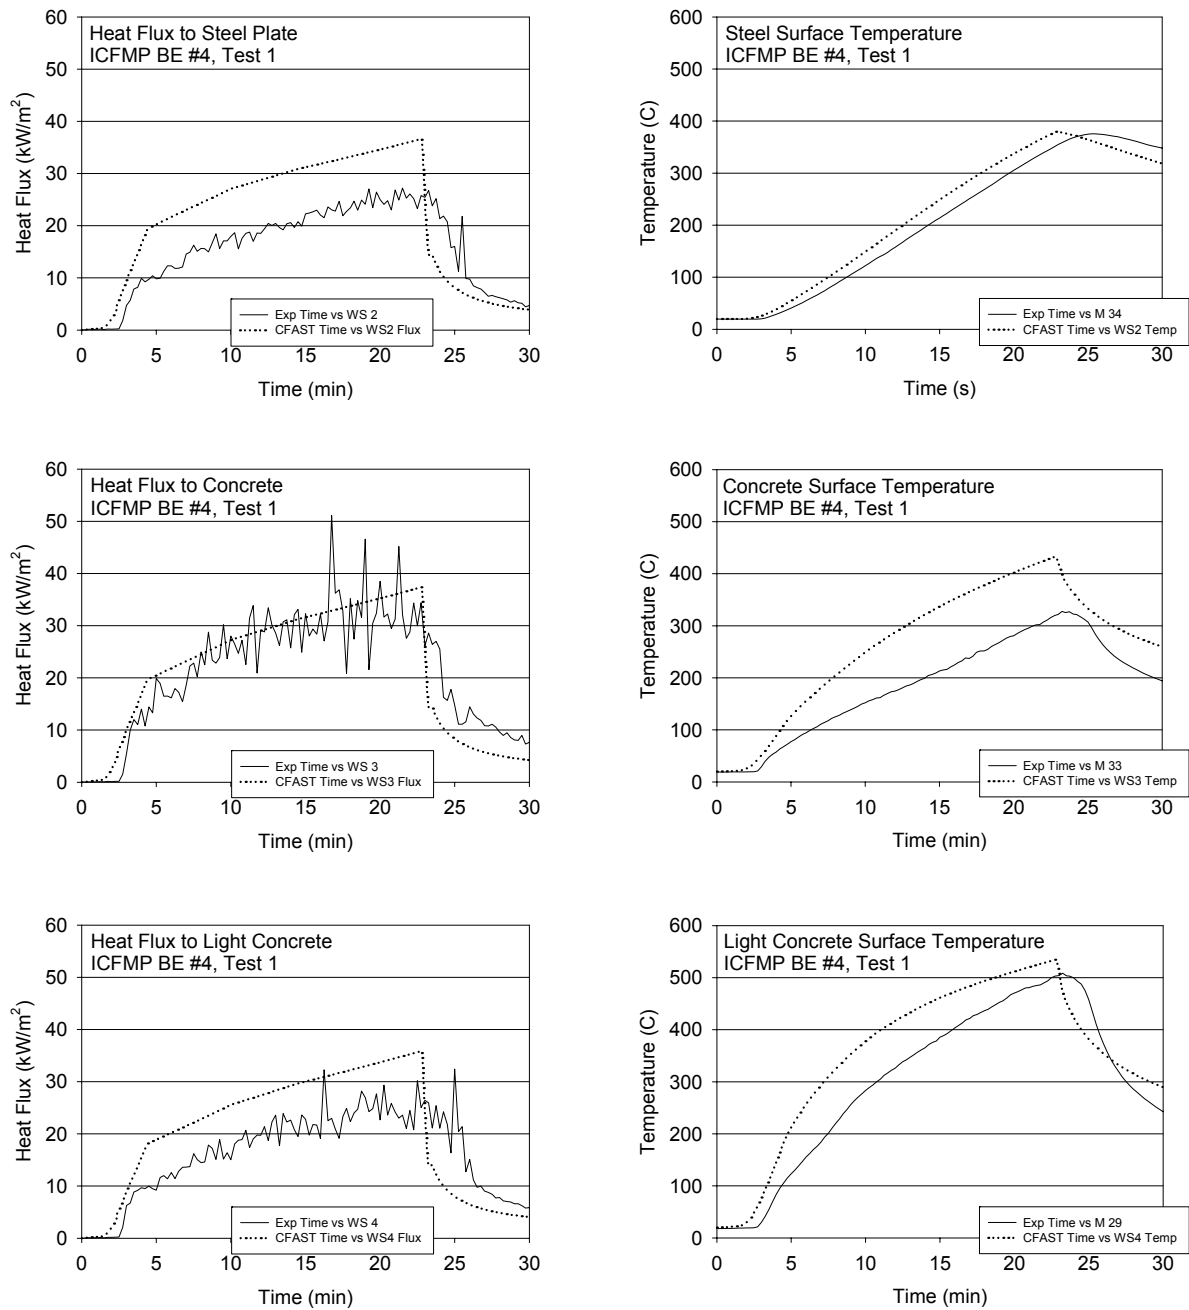 Heat Flux to Steel Plate
ICFMP BE #4, Test 1
Heat Flux (kW/m²)
60
50
40
30
20
10
0
0 5 10 15 20 25 30
Time (min)
Exp Time vs WS 2
CFAST Time vs WS2 Flux
Steel Surface Temperature
ICFMP BE #4, Test 1
Temperature (C)
600
500
400
300
200
100
0
0 5 10 15 20 25 30
Time (s)
Exp Time vs M 34
CFAST Time vs WS2 Temp
Heat Flux to Concrete
ICFMP BE #4, Test 1
Heat Flux (kW/m²)
60
50
40
30
20
10
0
0 5 10 15 20 25 30
Time (min)
Exp Time vs WS 3
CFAST Time vs WS3 Flux
Concrete Surface Temperature
ICFMP BE #4, Test 1
Temperature (C)
600
500
400
300
200
100
0
0 5 10 15 20 25 30
Time (min)
Exp Time vs M 33
CFAST Time vs WS3 Temp
Heat Flux to Light Concrete
ICFMP BE #4, Test 1
Heat Flux (kW/m²)
60
50
40
30
20
10
0
0 5 10 15 20 25 30
Time (min)
Exp Time vs WS 4
CFAST Time vs WS4 Flux
Light Concrete Surface Temperature
ICFMP BE #4, Test 1
Temperature (C)
600
500
400
300
200
100
0
0 5 10 15 20 25 30
Time (min)
Exp Time vs M 29
CFAST Time vs WS4 Temp